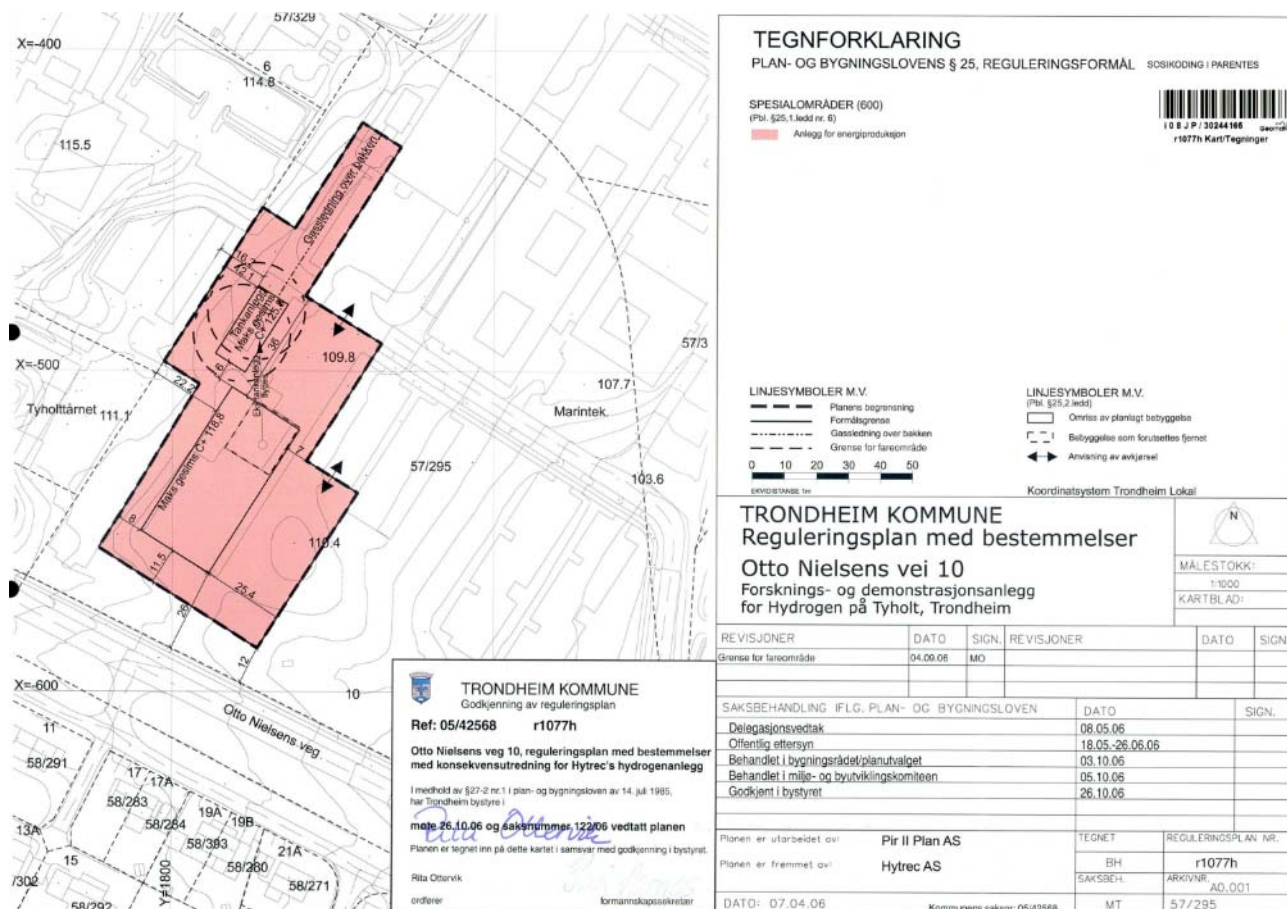 57/329
X=-400
6
114.8
115.5
Gassledning over bakken
16.2
12.1
Tankanlegg
Maks gesims
C+ 125.
36
6
109.8
57/3
X=-500
22.2
107.7
Tyholttårnet
111.1
Marintek.
Maks gesims C+ 118.8
7
57/295
103.6
8
110.4
11.5
25.4
26
12
X=-600
10
Otto Nielsens veg
11
58/291
17
17A
58/283
58/284
19A
19B
58/393
13A
58/280
21A
15
58/271
/302
58/292
Y=1800
TEGNFORKLARING
PLAN- OG BYGNINGSLOVENS § 25, REGULERINGSFORMÅL SOSIKODING I PARENTES
SPESIALOMRÅDER (600)
(Pbl. §25,1.ledd nr. 6)
Anlegg for energiproduksjon
I 0 B J P / 30244166
r1077h Kart/Tegninger
LINJESYMBOLER M.V.
Planens begrensning
Formålsgrense
Gassledning over bakken
Grense for fareområde
0 10 20 30 40 50
EKVIDISTANSE 1m
LINJESYMBOLER M.V.
(Pbl. §25,2.ledd)
Omriss av planlagt bebyggelse
Bebyggelse som forutsettes fjernet
Anvisning av avkjørsel
Koordinatsystem Trondheim Lokal
TRONDHEIM KOMMUNE
Reguleringsplan med bestemmelser
Otto Nielsens vei 10
Forsknings- og demonstrasjonsanlegg
for Hydrogen på Tyholt, Trondheim
N
MÅLESTOKK:
1:1000
KARTBLAD:
REVISJONER DATO SIGN. REVISJONER DATO SIGN
Grense for fareområde 04.09.06 MO
SAKSBEHANDLING IFLG. PLAN- OG BYGNINGSLOVEN DATO SIGN.
Delegasjonsvedtak 08.05.06
Offentlig ettersyn 18.05.-26.06.06
Behandlet i bygningsrådet/planutvalget 03.10.06
Behandlet i miljø- og byutviklingskomiteen 05.10.06
Godkjent i bystyret 26.10.06
Planen er utarbeidet av: Pir II Plan AS
Planen er fremmet av: Hytrec AS
TEGNET REGULERINGSPLAN NR.
BH r1077h
SAKSBEH. ARKIVNR.
A0.001
MT 57/295
DATO: 07.04.06 Kommunens saksnr: 05/42568
TRONDHEIM KOMMUNE
Godkjenning av reguleringsplan
Ref: 05/42568 r1077h
Otto Nielsens veg 10, reguleringsplan med bestemmelser
med konsekvensutredning for Hytrec's hydrogenanlegg
I medhold av §27-2 nr.1 i plan- og bygningsloven av 14. juli 1985,
har Trondheim bystyre i
møte 26.10.06 og saksnummer 122/06 vedtatt planen
Rita Ottervik
Planen er tegnet inn på dette kartet i samsvar med godkjenning i bystyret.
Rita Ottervik
ordfører formannskapssekretær